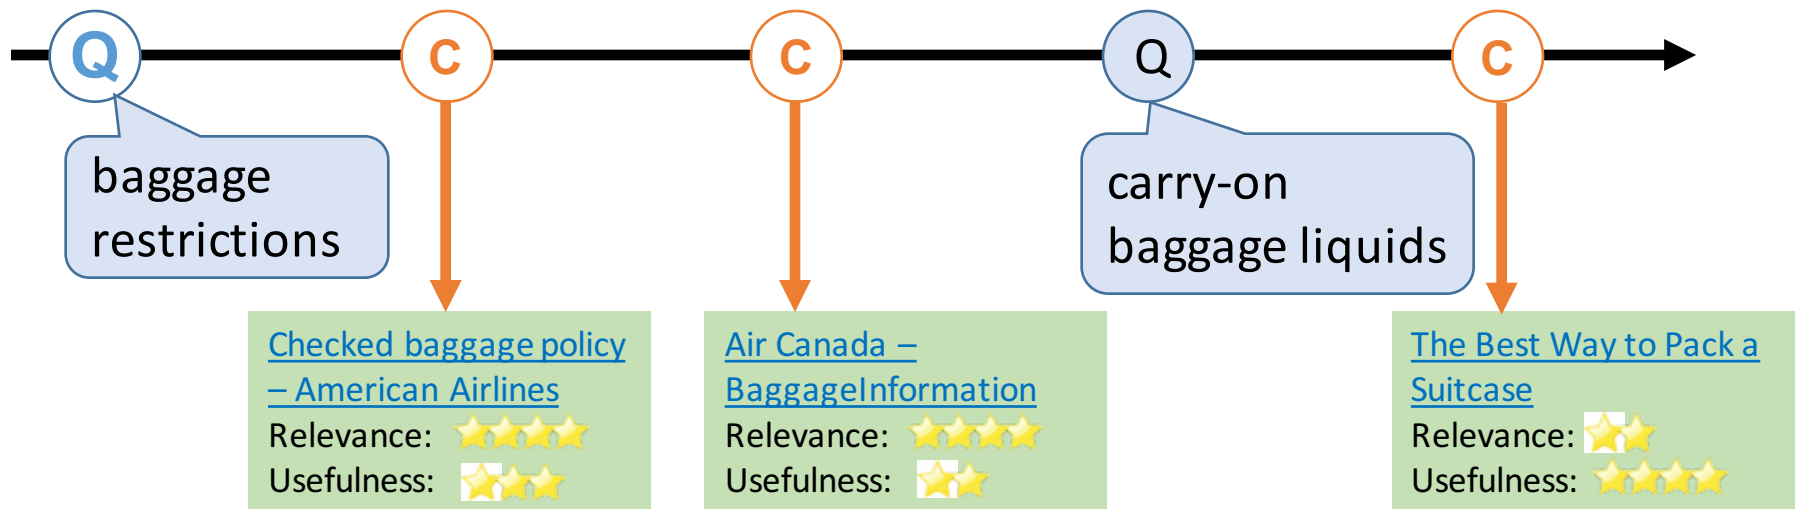 Q
C
C
Q
C
baggage
restrictions
carry-on
baggage liquids
Checked baggage policy
– American Airlines
Relevance:
Usefulness:
Air Canada –
BaggageInformation
Relevance:
Usefulness:
The Best Way to Pack a
Suitcase
Relevance:
Usefulness: